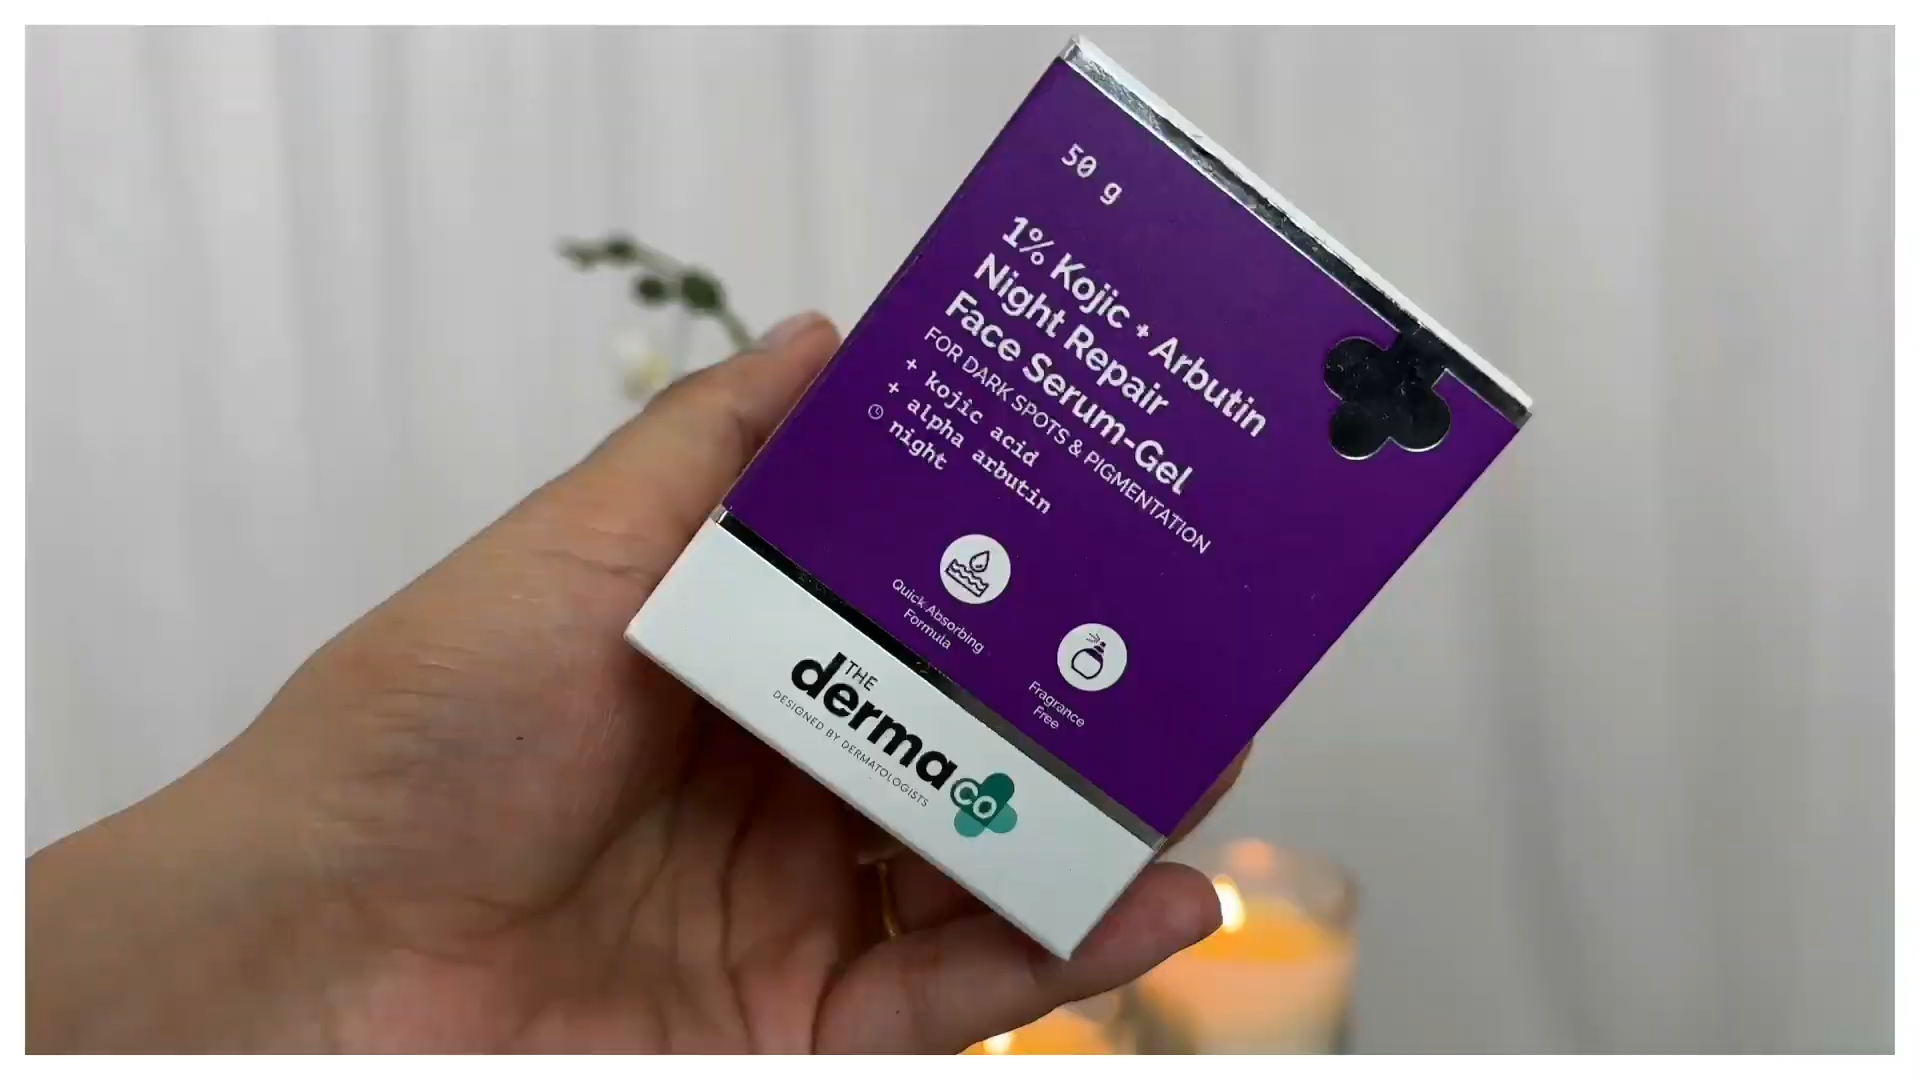 50 g
1% Kojic + Arbutin
Night Repair
Face Serum-Gel
FOR DARK SPOTS & PIGMENTATION
+ kojic acid
+ alpha arbutin
night
Quick Absorbing
Formula
Fragrance
Free
THE
derma
co
DESIGNED BY DERMATOLOGISTS